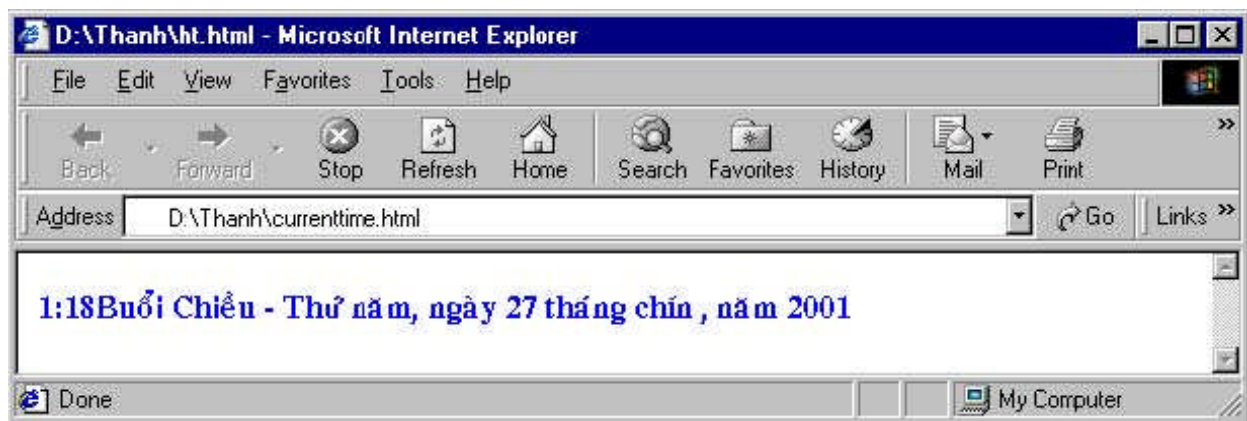 D:\Thanh\ht.html - Microsoft Internet Explorer
File Edit View Favorites Tools Help
Back Forward Stop Refresh Home Search Favorites History Mail Print »
Address D:\Thanh\currenttime.html Go Links »
1:18Buổi Chiều - Thứ năm, ngày 27 tháng chín , năm 2001
Done My Computer